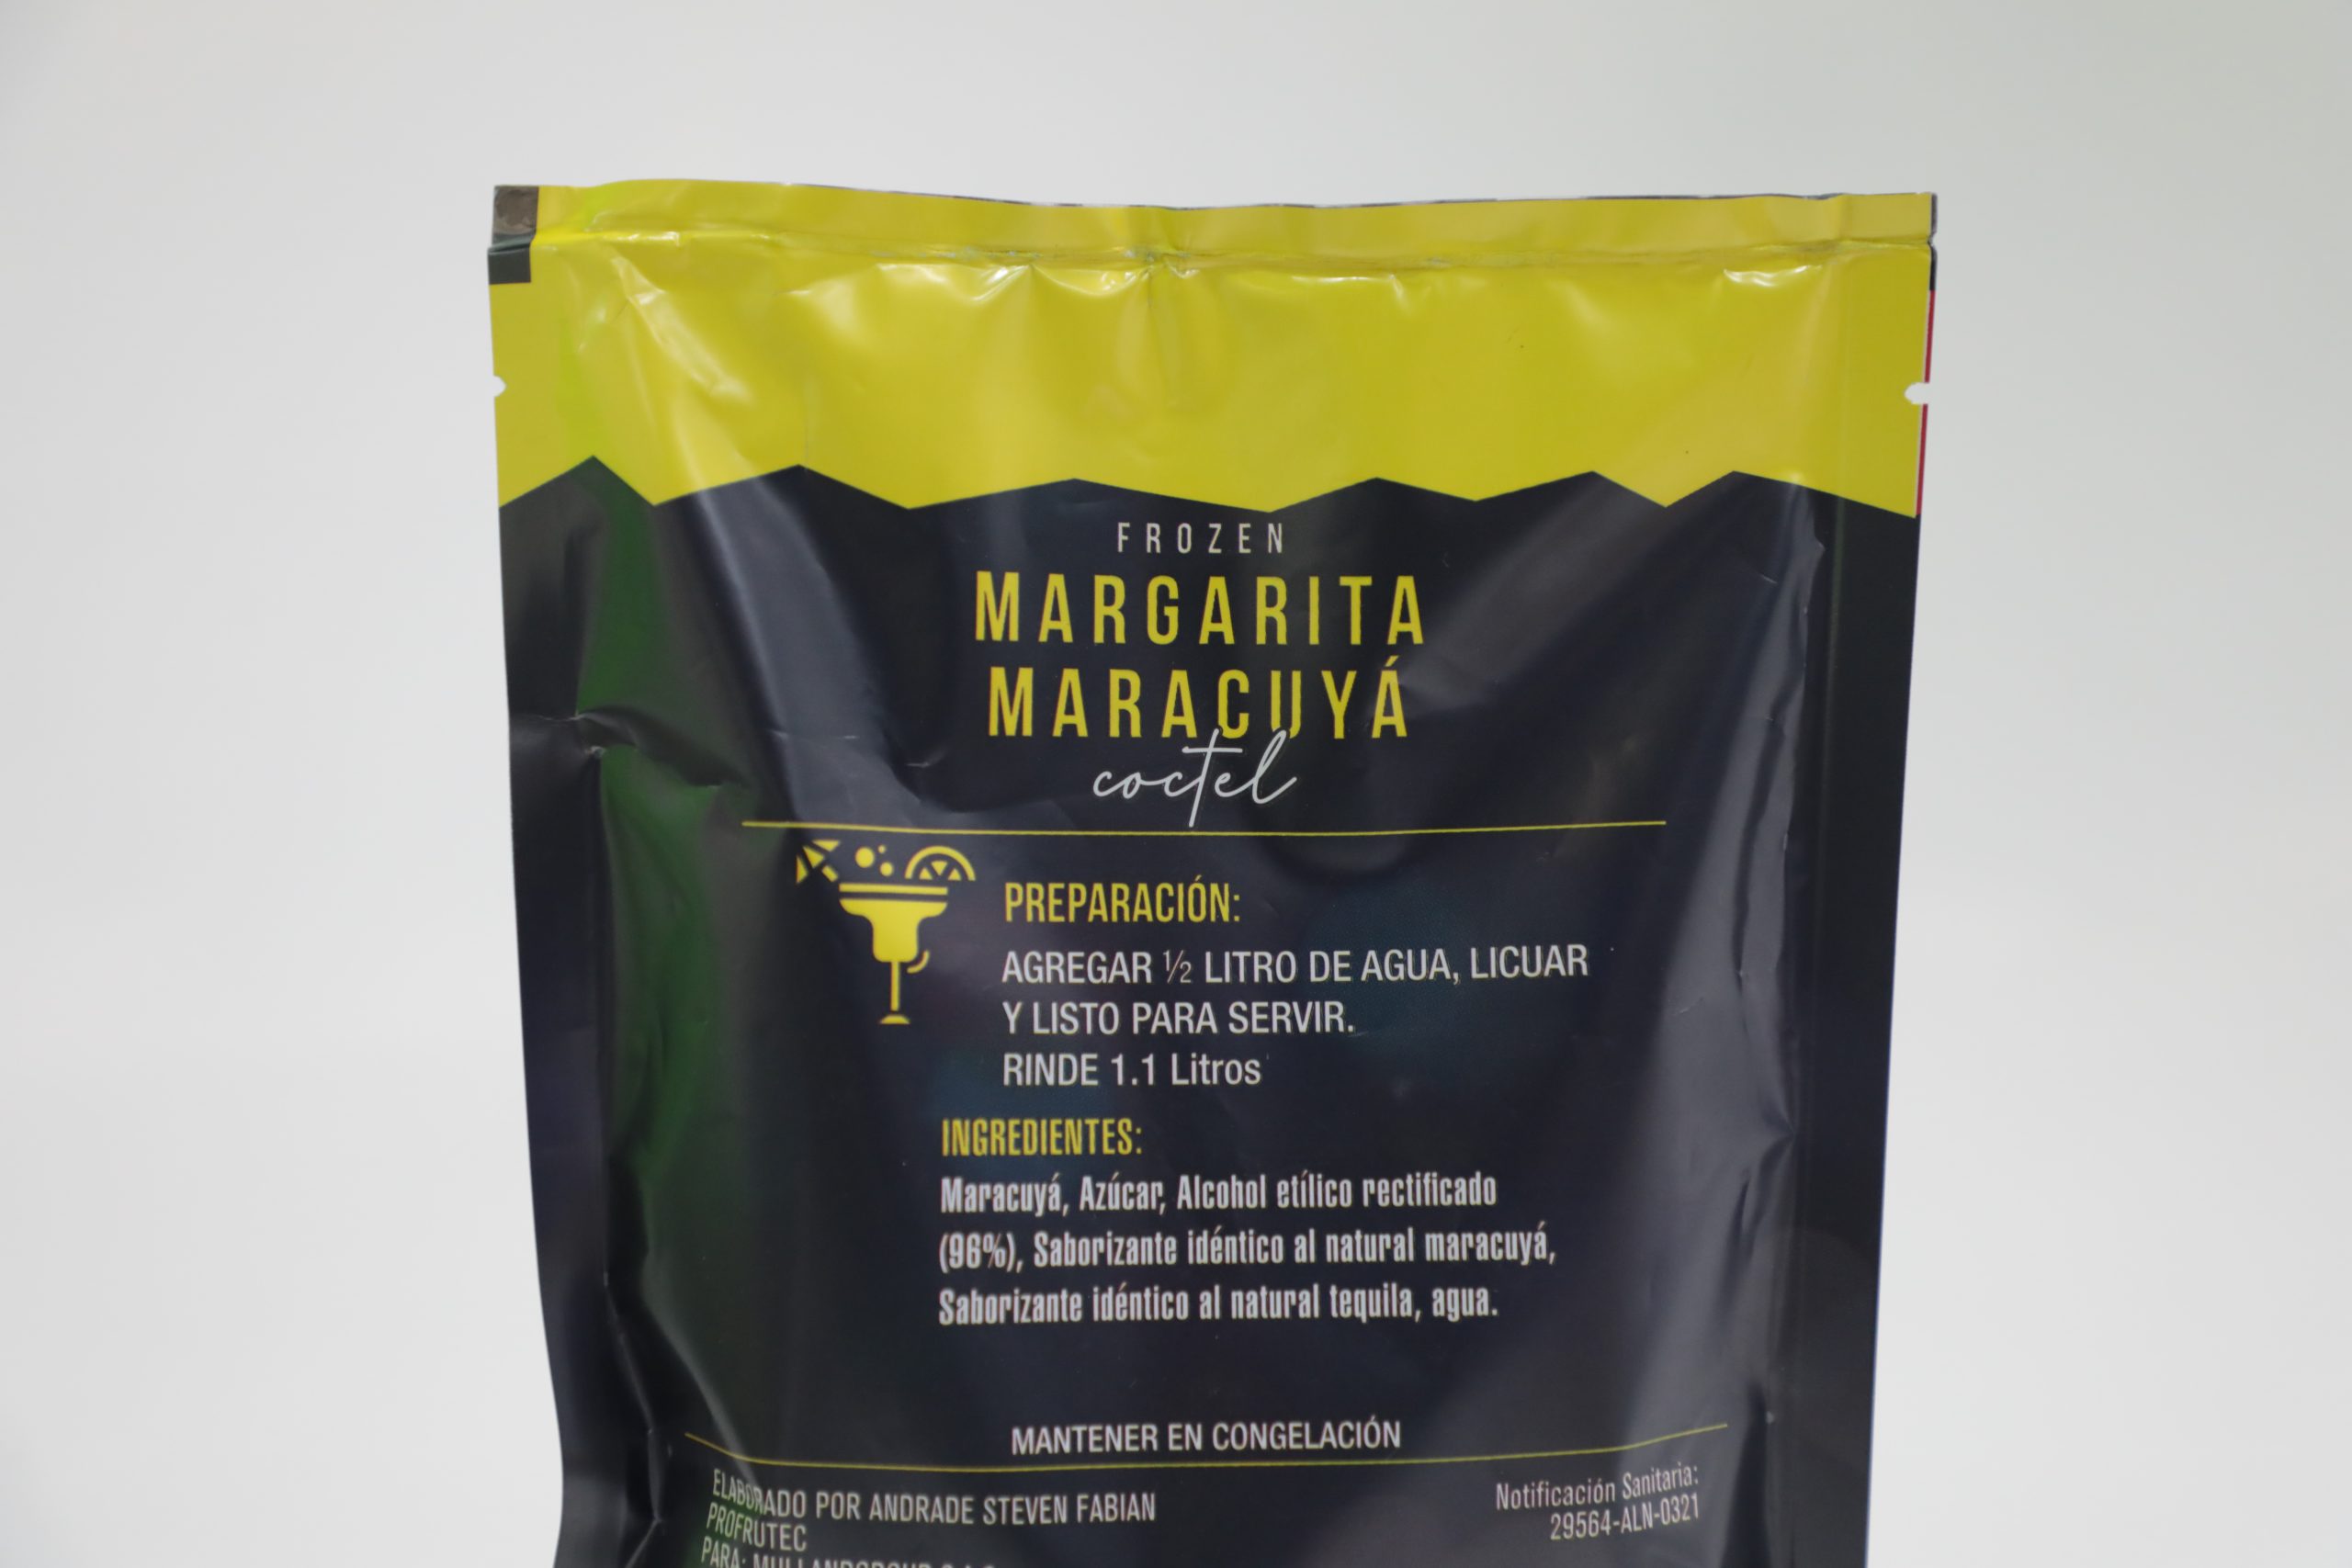 FROZEN
MARGARITA
MARACUYÁ
coctel
PREPARACIÓN:
AGREGAR ½ LITRO DE AGUA, LICUAR
Y LISTO PARA SERVIR.
RINDE 1.1 Litros
INGREDIENTES:
Maracuyá, Azúcar, Alcohol etílico rectificado
(96%), Saborizante idéntico al natural maracuyá,
Saborizante idéntico al natural tequila, agua.
MANTENER EN CONGELACIÓN
ELABORADO POR ANDRADE STEVEN FABIAN
PROFRUTEC
PARA:
Notificación Sanitaria:
29564-ALN-0321